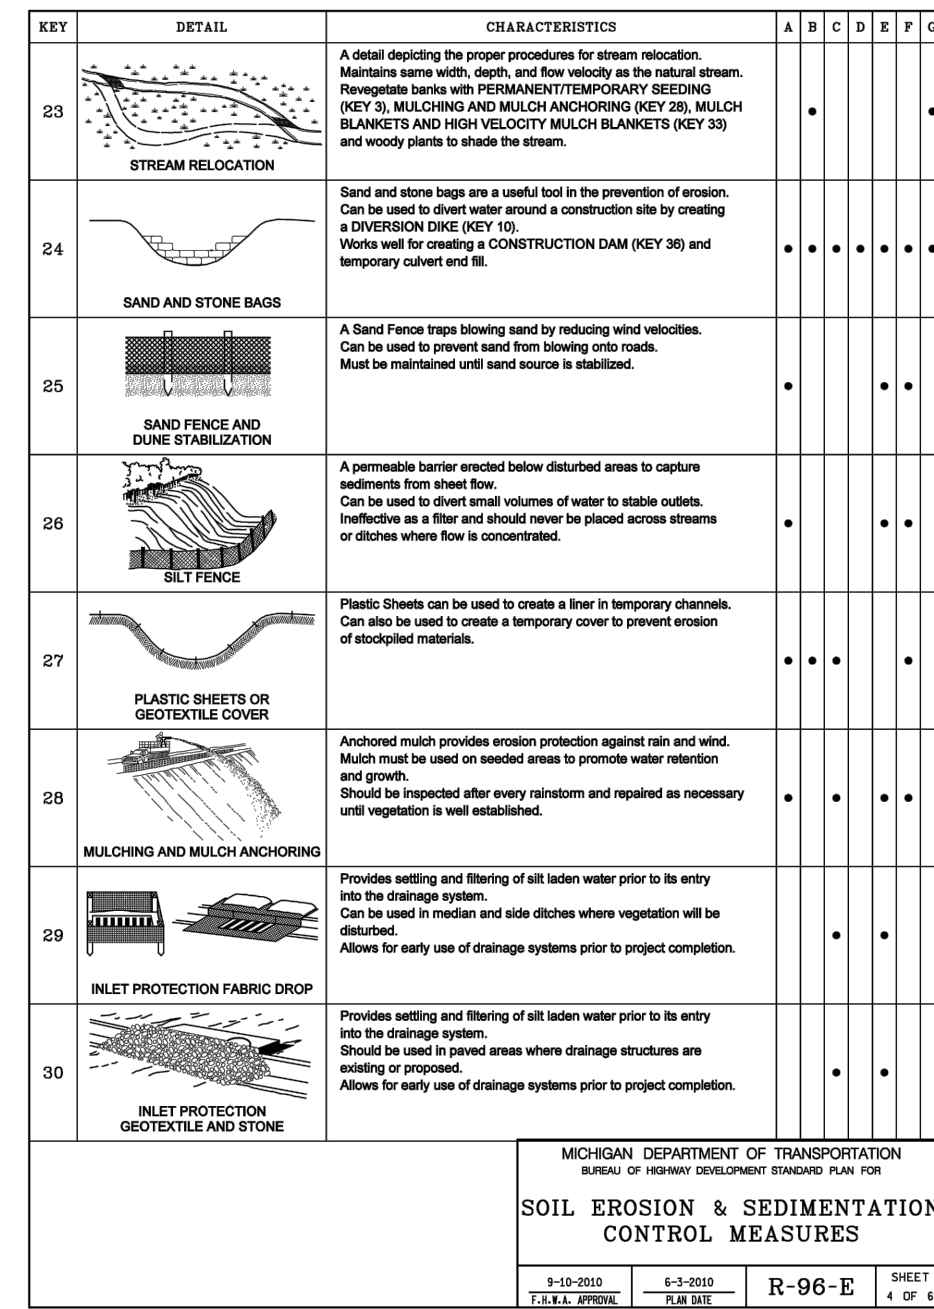 KEY DETAIL CHARACTERISTICS A B C D E F G
23
STREAM RELOCATION
A detail depicting the proper procedures for stream relocation.
Maintains same width, depth, and flow velocity as the natural stream.
Revegetate banks with PERMANENT/TEMPORARY SEEDING
(KEY 3), MULCHING AND MULCH ANCHORING (KEY 28), MULCH
BLANKETS AND HIGH VELOCITY MULCH BLANKETS (KEY 33)
and woody plants to shade the stream.
24
SAND AND STONE BAGS
Sand and stone bags are a useful tool in the prevention of erosion.
Can be used to divert water around a construction site by creating
a DIVERSION DIKE (KEY 10).
Works well for creating a CONSTRUCTION DAM (KEY 36) and
temporary culvert end fill.
25
SAND FENCE AND
DUNE STABILIZATION
A Sand Fence traps blowing sand by reducing wind velocities.
Can be used to prevent sand from blowing onto roads.
Must be maintained until sand source is stabilized.
26
SILT FENCE
A permeable barrier erected below disturbed areas to capture
sediments from sheet flow.
Can be used to divert small volumes of water to stable outlets.
Ineffective as a filter and should never be placed across streams
or ditches where flow is concentrated.
27
PLASTIC SHEETS OR
GEOTEXTILE COVER
Plastic Sheets can be used to create a liner in temporary channels.
Can also be used to create a temporary cover to prevent erosion
of stockpiled materials.
28
MULCHING AND MULCH ANCHORING
Anchored mulch provides erosion protection against rain and wind.
Mulch must be used on seeded areas to promote water retention
and growth.
Should be inspected after every rainstorm and repaired as necessary
until vegetation is well established.
29
INLET PROTECTION FABRIC DROP
Provides settling and filtering of silt laden water prior to its entry
into the drainage system.
Can be used in median and side ditches where vegetation will be
disturbed.
Allows for early use of drainage systems prior to project completion.
30
INLET PROTECTION
GEOTEXTILE AND STONE
Provides settling and filtering of silt laden water prior to its entry
into the drainage system.
Should be used in paved areas where drainage structures are
existing or proposed.
Allows for early use of drainage systems prior to project completion.
MICHIGAN DEPARTMENT OF TRANSPORTATION
BUREAU OF HIGHWAY DEVELOPMENT STANDARD PLAN FOR
SOIL EROSION & SEDIMENTATION
CONTROL MEASURES
9-10-2010
F.H.W.A. APPROVAL
6-3-2010
PLAN DATE
R-96-E
SHEET
4 OF 6